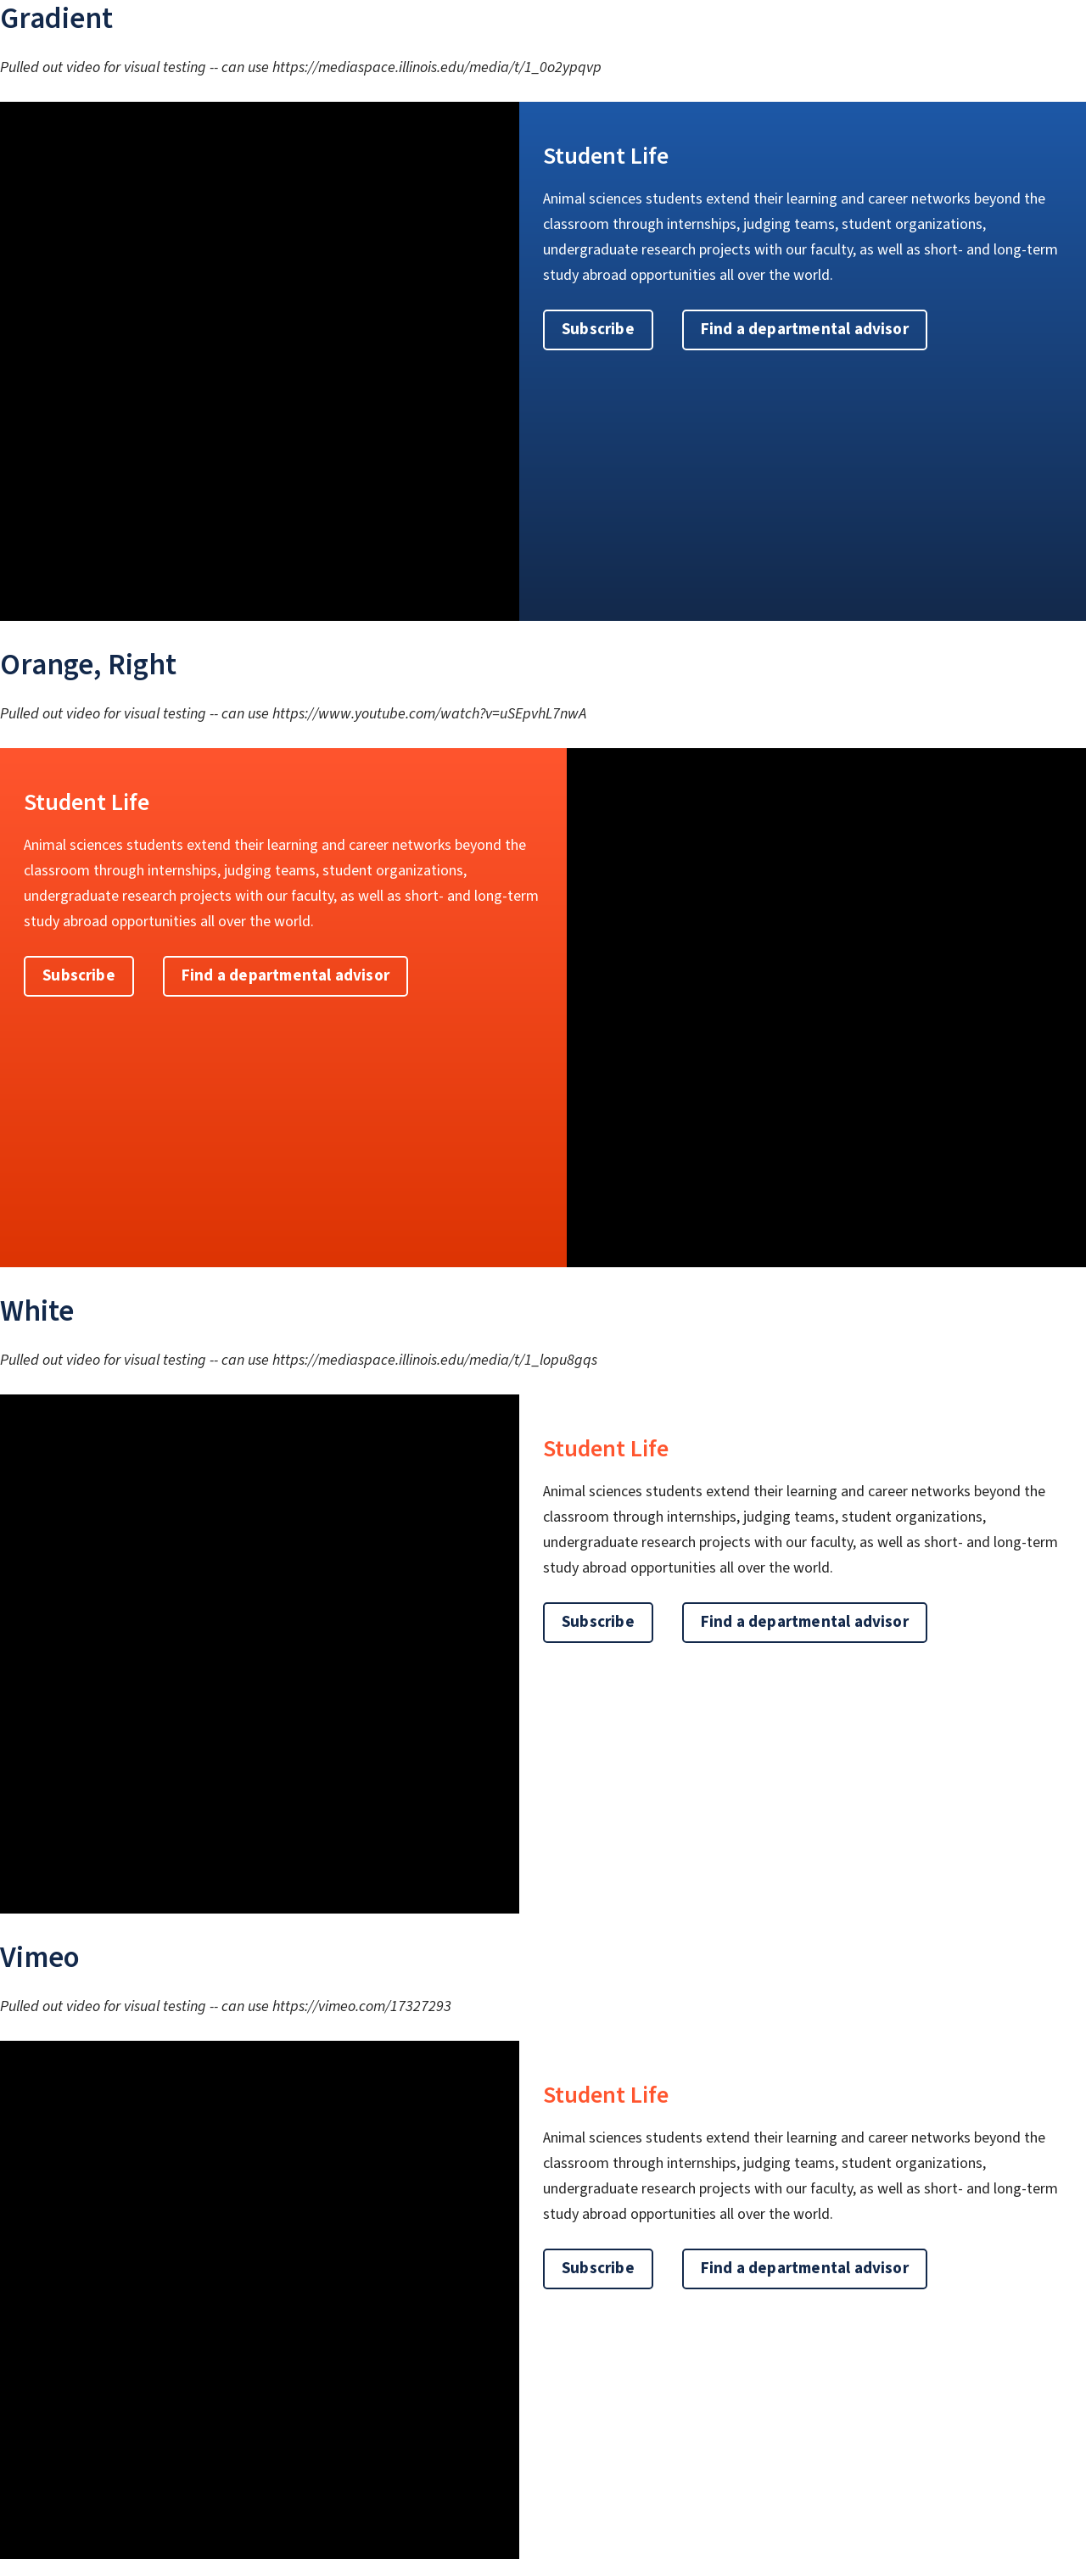 Gradient
Pulled out video for visual testing -- can use https://mediaspace.illinois.edu/media/t/1_0o2ypqvp
Student Life
Animal sciences students extend their learning and career networks beyond the
classroom through internships, judging teams, student organizations,
undergraduate research projects with our faculty, as well as short- and long-term
study abroad opportunities all over the world.
Subscribe
Find a departmental advisor
Orange, Right
Pulled out video for visual testing -- can use https://www.youtube.com/watch?v=uSEpvhL7nwA
Student Life
Animal sciences students extend their learning and career networks beyond the
classroom through internships, judging teams, student organizations,
undergraduate research projects with our faculty, as well as short- and long-term
study abroad opportunities all over the world.
Subscribe
Find a departmental advisor
White
Pulled out video for visual testing -- can use https://mediaspace.illinois.edu/media/t/1_lopu8gqs
Student Life
Animal sciences students extend their learning and career networks beyond the
classroom through internships, judging teams, student organizations,
undergraduate research projects with our faculty, as well as short- and long-term
study abroad opportunities all over the world.
Subscribe
Find a departmental advisor
Vimeo
Pulled out video for visual testing -- can use https://vimeo.com/17327293
Student Life
Animal sciences students extend their learning and career networks beyond the
classroom through internships, judging teams, student organizations,
undergraduate research projects with our faculty, as well as short- and long-term
study abroad opportunities all over the world.
Subscribe
Find a departmental advisor